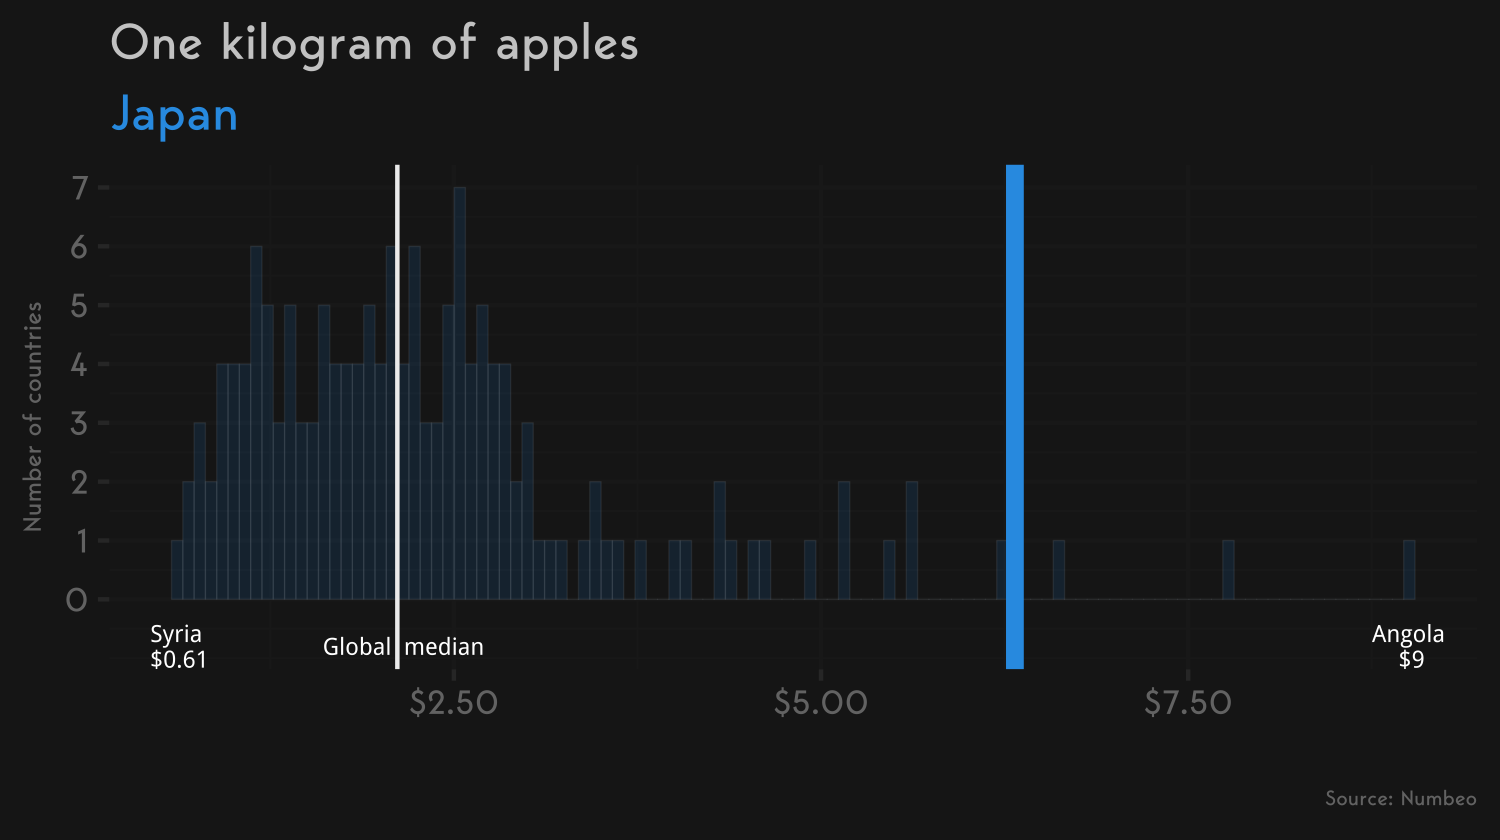 One kilogram of apples
Japan
Number of countries
7
6
5
4
3
2
1
0
Syria
$0.61
Global median
Angola
$9
$2.50
$5.00
$7.50
Source: Numbeo